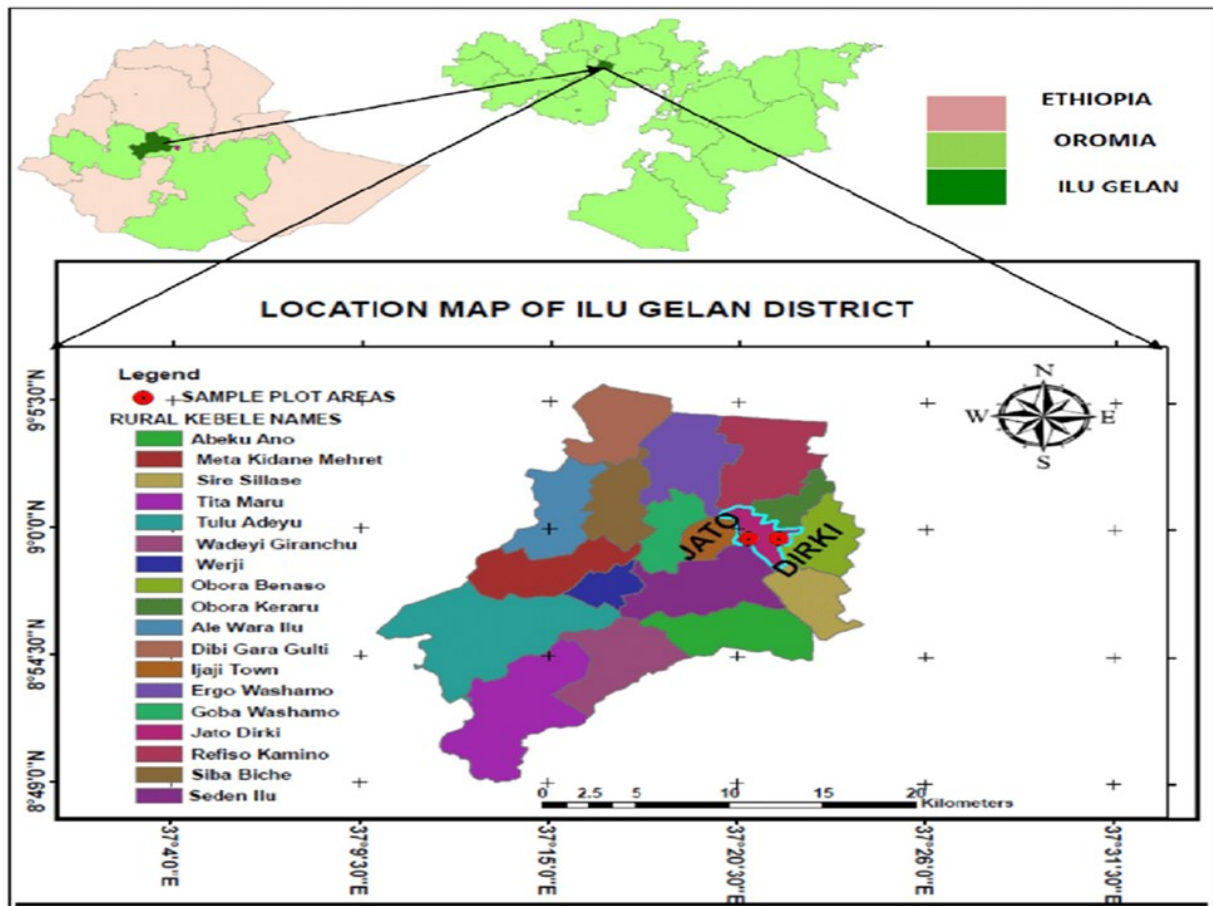 ETHIOPIA
OROMIA
ILU GELAN
LOCATION MAP OF ILU GELAN DISTRICT
Legend
SAMPLE PLOT AREAS
RURAL KEBELE NAMES
Abeku Ano
Meta Kidane Mehret
Sire Sillase
Tita Maru
Tulu Adeyu
Wadeyi Giranchu
Werji
Obora Benaso
Obora Keraru
Ale Wara Ilu
Dibi Gara Gulti
Ijaji Town
Ergo Washamo
Goba Washamo
Jato Dirki
Refiso Kamino
Siba Biche
Seden Ilu
N
W E
S
JATO
DIRKI
0 2.5 5 10 15 20
Kilometers
9°5'30"N
9°0'0"N
8°54'30"N
8°49'0"N
37°4'0"E
37°9'30"E
37°15'0"E
37°20'30"E
37°26'0"E
37°31'30"E